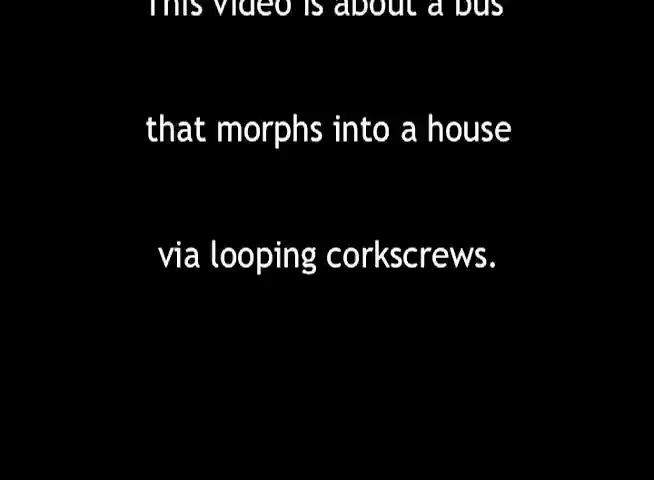 This video is about a bus
that morphs into a house
via looping corkscrews.